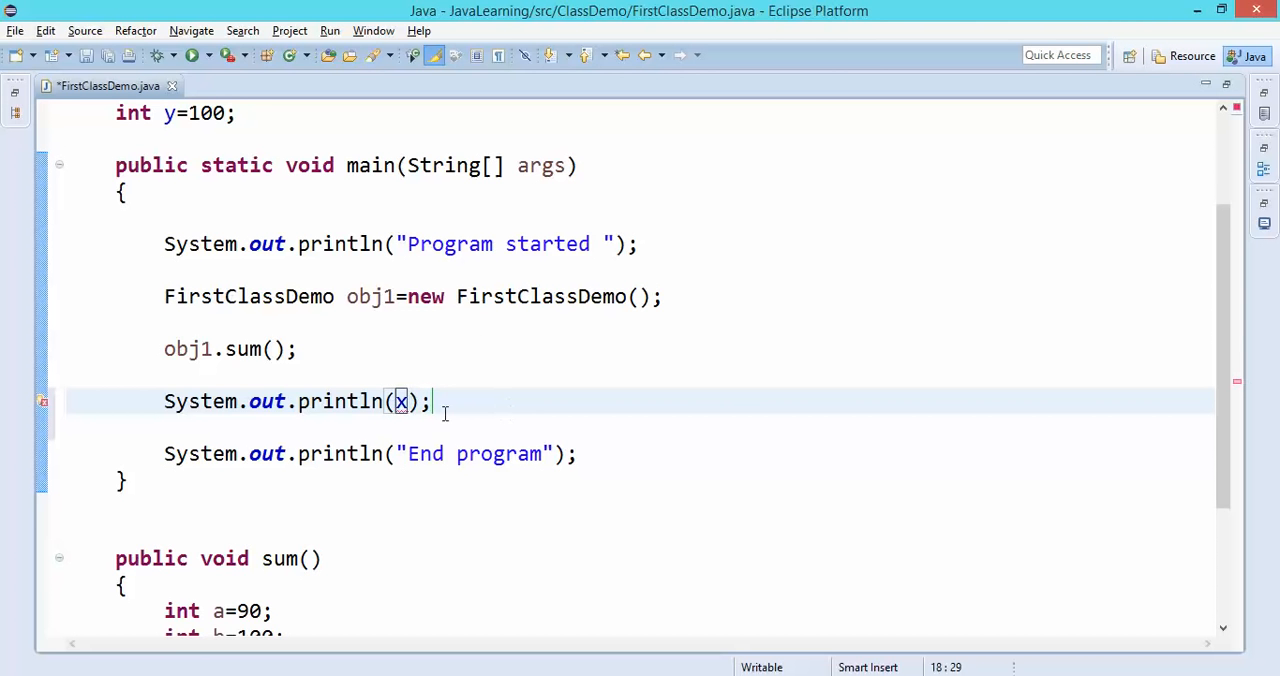 Java - JavaLearning/src/ClassDemo/FirstClassDemo.java - Eclipse Platform
File Edit Source Refactor Navigate Search Project Run Window Help
Quick Access Resource Java
*FirstClassDemo.java
int y=100;
public static void main(String[] args)
{
System.out.println("Program started ");
FirstClassDemo obj1=new FirstClassDemo();
obj1.sum();
System.out.println(x);
System.out.println("End program");
}
public void sum()
{
int a=90;
int b=100;
Writable Smart Insert 18:29